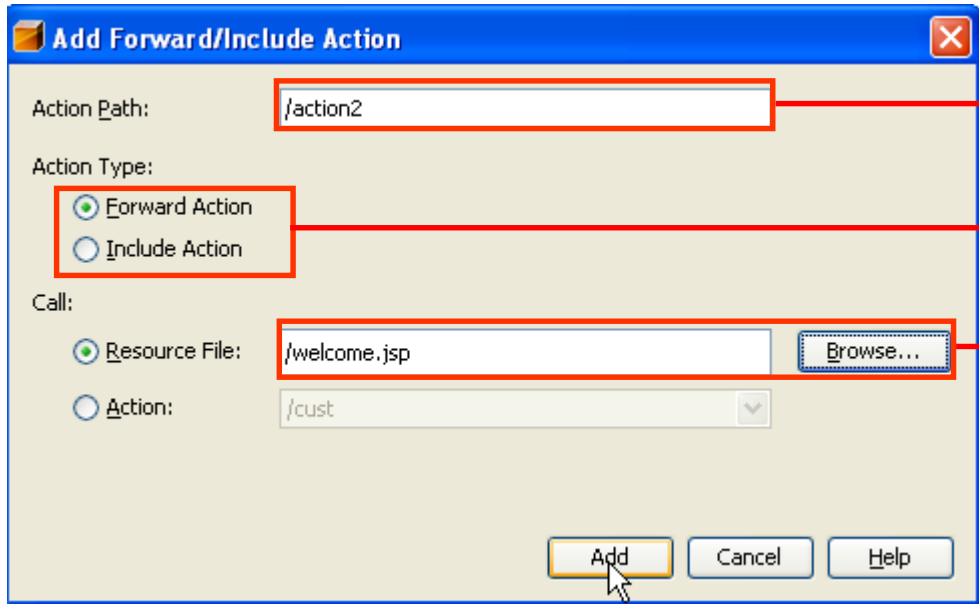 Add Forward/Include Action
Action Path: /action2
Action Type:
Forward Action
Include Action
Call:
Resource File: /welcome.jsp Browse...
Action: /cust
Add Cancel Help